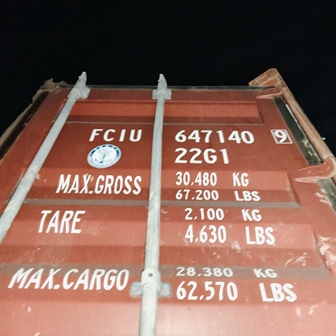 FCIU 647140 9
22G1
MAX.GROSS 30,480 KG
67,200 LBS
TARE 2,100 KG
4,630 LBS
MAX.CARGO 28,380 KG
62,570 LBS